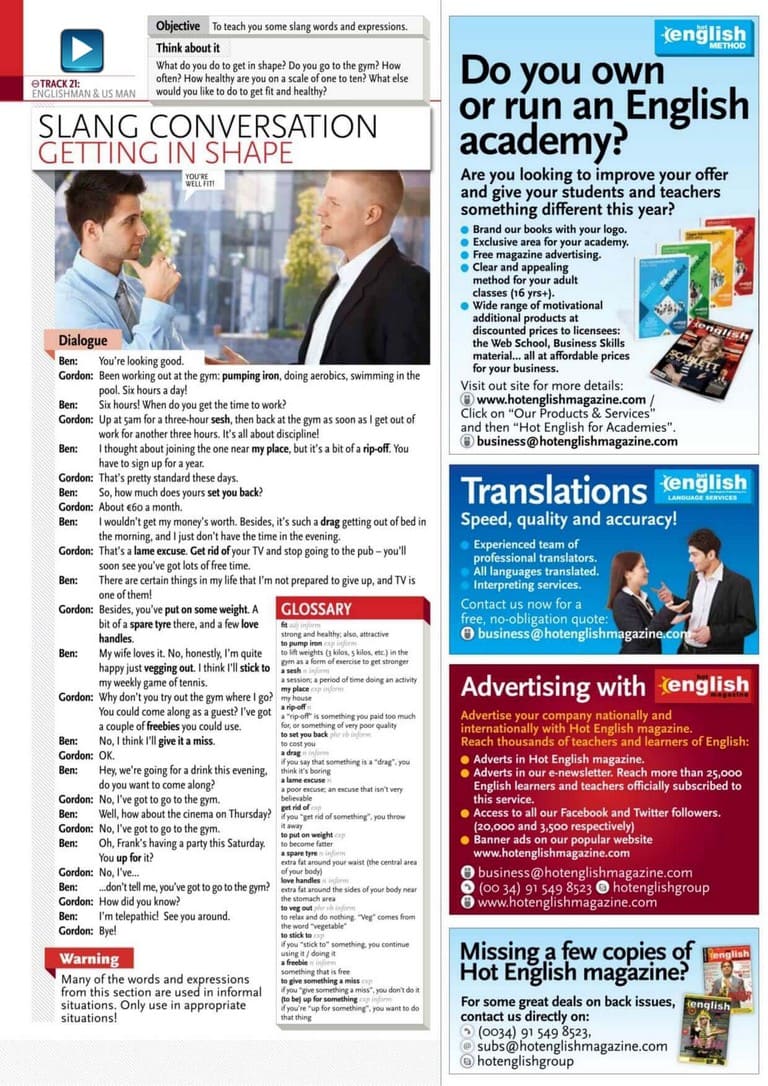 Objective To teach you some slang words and expressions.
Think about it
What do you do to get in shape? Do you go to the gym? How
often? How healthy are you on a scale of one to ten? What else
would you like to do to get fit and healthy?
TRACK 21:
ENGLISHMAN & US MAN
SLANG CONVERSATION
GETTING IN SHAPE
YOU'RE
WELL FIT!
Dialogue
Ben: You're looking good.
Gordon: Been working out at the gym: pumping iron, doing aerobics, swimming in the
pool. Six hours a day!
Ben: Six hours! When do you get the time to work?
Gordon: Up at 5am for a three-hour sesh, then back at the gym as soon as I get out of
work for another three hours. It's all about discipline!
Ben: I thought about joining the one near my place, but it's a bit of a rip-off. You
have to sign up for a year.
Gordon: That's pretty standard these days.
Ben: So, how much does yours set you back?
Gordon: About €60 a month.
Ben: I wouldn't get my money's worth. Besides, it's such a drag getting out of bed in
the morning, and I just don't have the time in the evening.
Gordon: That's a lame excuse. Get rid of your TV and stop going to the pub – you'll
soon see you've got lots of free time.
Ben: There are certain things in my life that I'm not prepared to give up, and TV is
one of them!
Gordon: Besides, you've put on some weight. A
bit of a spare tyre there, and a few love
handles.
Ben: My wife loves it. No, honestly, I'm quite
happy just vegging out. I think I'll stick to
my weekly game of tennis.
Gordon: Why don't you try out the gym where I go?
You could come along as a guest? I've got
a couple of freebies you could use.
Ben: No, I think I'll give it a miss.
Gordon: OK.
Ben: Hey, we're going for a drink this evening,
do you want to come along?
Gordon: No, I've got to go to the gym.
Ben: Well, how about the cinema on Thursday?
Gordon: No, I've got to go to the gym.
Ben: Oh, Frank's having a party this Saturday.
You up for it?
Gordon: No, I've...
Ben: ...don't tell me, you've got to go to the gym?
Gordon: How did you know?
Ben: I'm telepathic! See you around.
Gordon: Bye!
Warning
Many of the words and expressions
from this section are used in informal
situations. Only use in appropriate
situations!
GLOSSARY
fit adj inform
strong and healthy; also, attractive
to pump iron exp inform
to lift weights (3 kilos, 5 kilos, etc.) in the
gym as a form of exercise to get stronger
a sesh n inform
a session; a period of time doing an activity
my place exp inform
my house
a rip-off n
a "rip-off" is something you paid too much
for, or something of very poor quality
to set you back phr vb inform
to cost you
a drag n inform
if you say that something is a "drag", you
think it's boring
a lame excuse n
a poor excuse; an excuse that isn't very
believable
get rid of exp
if you "get rid of something", you throw
it away
to put on weight exp
to become fatter
a spare tyre n inform
extra fat around your waist (the central area
of your body)
love handles n inform
extra fat around the sides of your body near
the stomach area
to veg out phr vb inform
to relax and do nothing. "Veg" comes from
the word "vegetable"
to stick to exp
if you "stick to" something, you continue
using it / doing it
a freebie n inform
something that is free
to give something a miss exp
if you "give something a miss", you don't do it
(to be) up for something exp inform
if you're "up for something", you want to do
that thing
hot
english
METHOD
Do you own
or run an English
academy?
Are you looking to improve your offer
and give your students and teachers
something different this year?
Brand our books with your logo.
Exclusive area for your academy.
Free magazine advertising.
Clear and appealing
method for your adult
classes (16 yrs+).
Wide range of motivational
additional products at
discounted prices to licensees:
the Web School, Business Skills
material... all at affordable prices
for your business.
english
SCARLETT
Visit out site for more details:
www.hotenglishmagazine.com /
Click on "Our Products & Services"
and then "Hot English for Academies".
business@hotenglishmagazine.com
Translations
hot
english
LANGUAGE SERVICES
Speed, quality and accuracy!
Experienced team of
professional translators.
All languages translated.
Interpreting services.
Contact us now for a
free, no-obligation quote:
business@hotenglishmagazine.com
Advertising with
hot
english
magazine
Advertise your company nationally and
internationally with Hot English magazine.
Reach thousands of teachers and learners of English:
Adverts in Hot English magazine.
Adverts in our e-newsletter. Reach more than 25,000
English learners and teachers officially subscribed to
this service.
Access to all our Facebook and Twitter followers.
(20,000 and 3,500 respectively)
Banner ads on our popular website
www.hotenglishmagazine.com
business@hotenglishmagazine.com
(00 34) 91 549 8523 hotenglishgroup
www.hotenglishmagazine.com
Missing a few copies of
Hot English magazine?
For some great deals on back issues,
contact us directly on:
(0034) 91 549 8523,
subs@hotenglishmagazine.com
hotenglishgroup
english
english